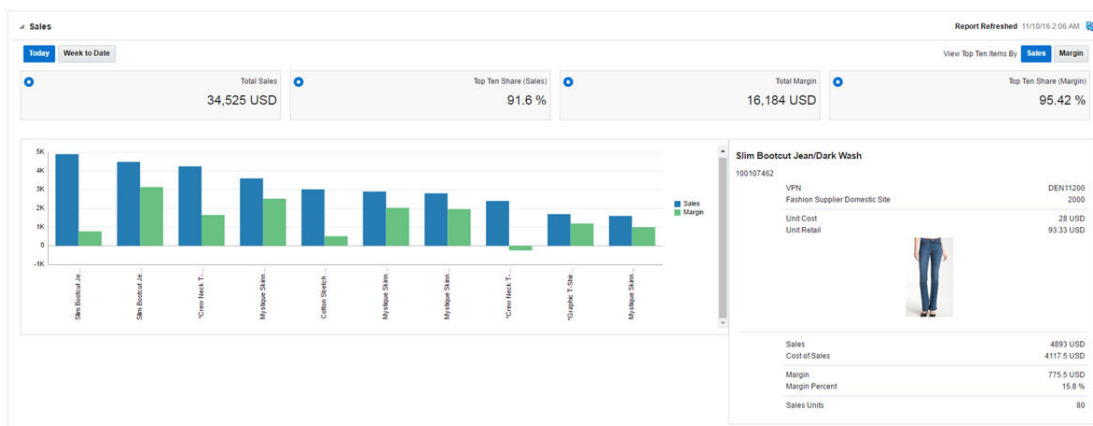 Sales
Report Refreshed 11/10/16 2:06 AM
Today Week to Date
View Top Ten Items By Sales Margin
Total Sales
34,525 USD
Top Ten Share (Sales)
91.6 %
Total Margin
16,184 USD
Top Ten Share (Margin)
95.42 %
5K
4K
3K
2K
1K
0
-1K
Slim Bootcut Je...
Slim Bootcut Je...
*Crew Neck T-...
Mystique Skinn...
Cotton Stretch ...
Mystique Skinn...
Mystique Skinn...
*Crew Neck T-...
*Graphic T-Shir...
Mystique Skinn...
Sales
Margin
Slim Bootcut Jean/Dark Wash
100107462
VPN DEN11200
Fashion Supplier Domestic Site 2000
Unit Cost 28 USD
Unit Retail 93.33 USD
Sales 4893 USD
Cost of Sales 4117.5 USD
Margin 775.5 USD
Margin Percent 15.8 %
Sales Units 80